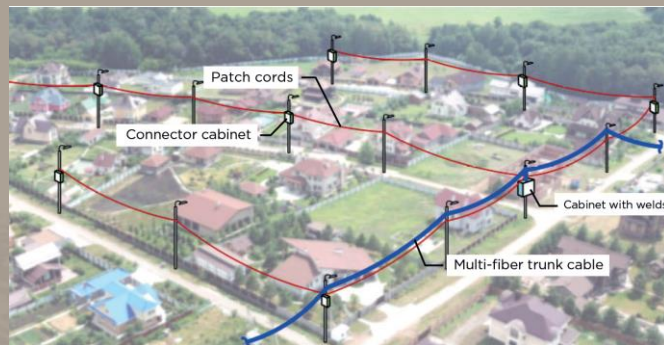 Patch cords
Connector cabinet
Cabinet with welds
Multi-fiber trunk cable